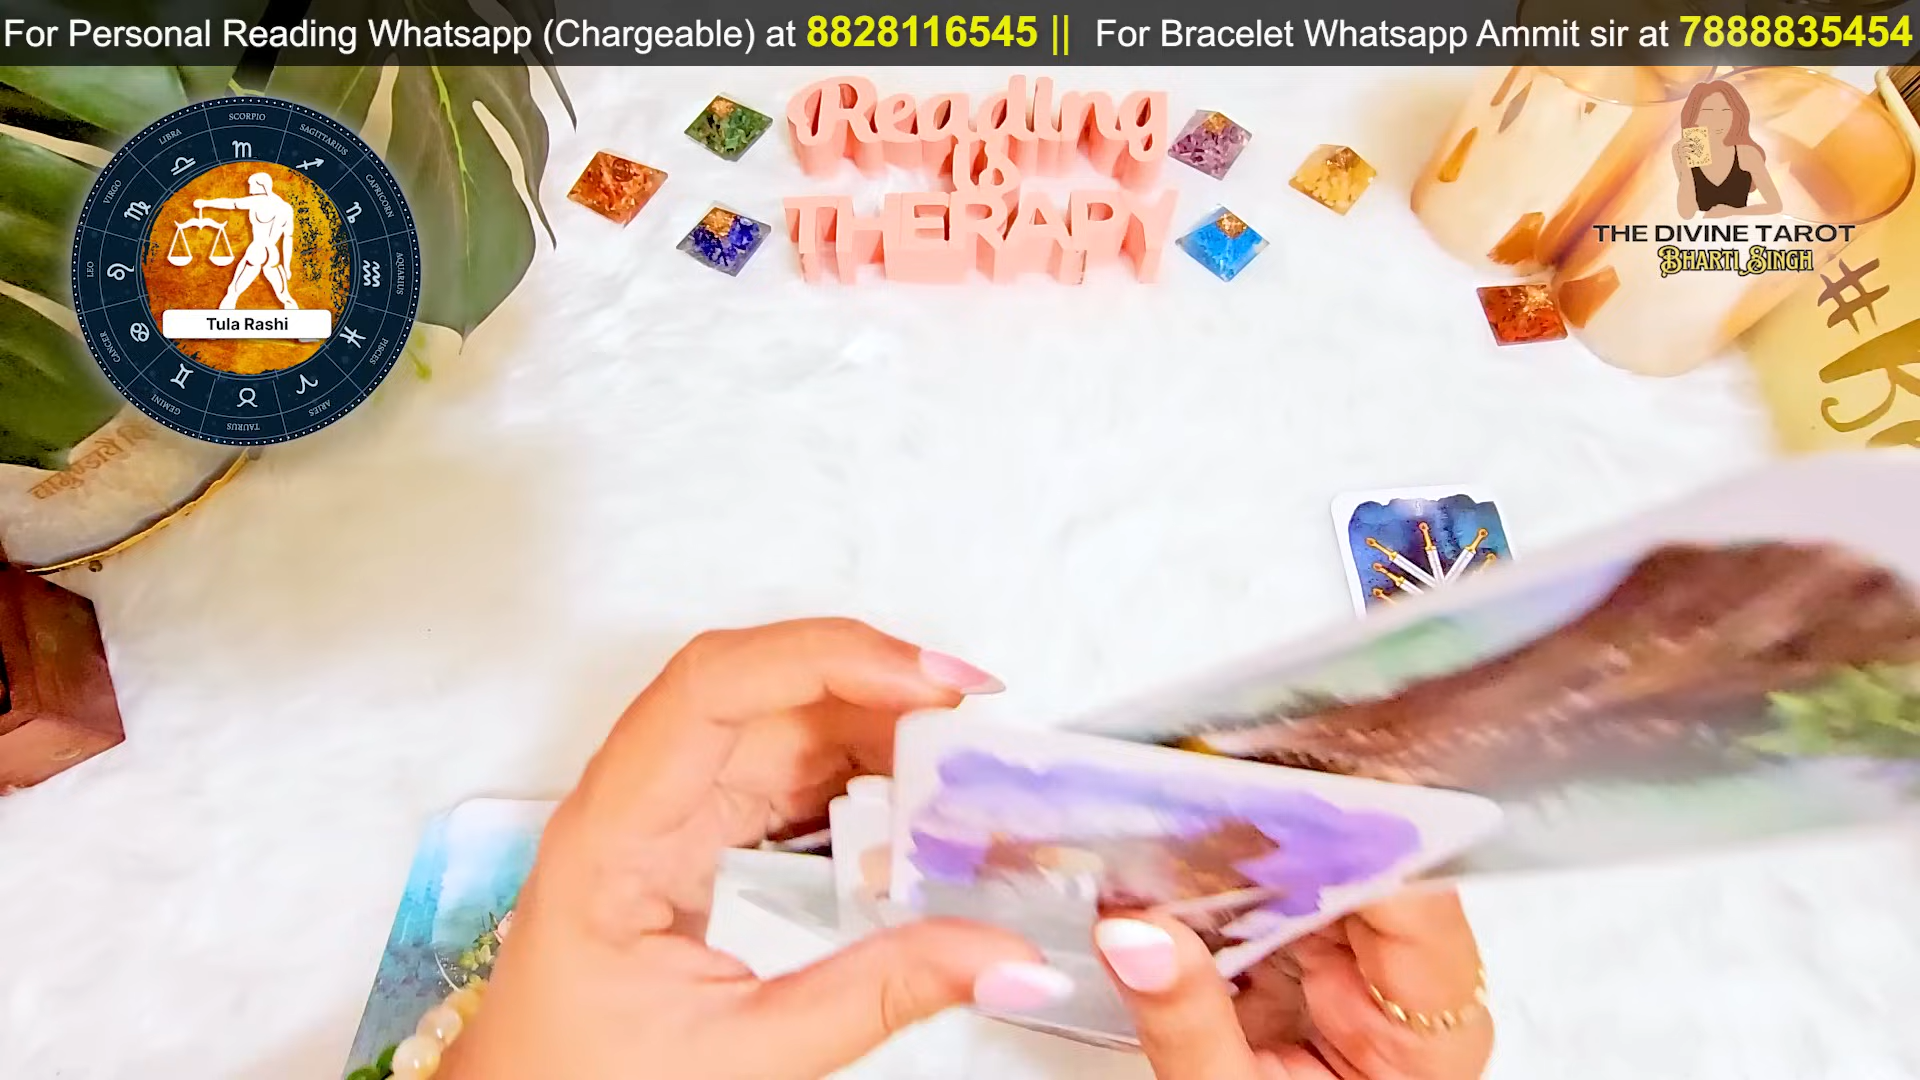 For Personal Reading Whatsapp (Chargeable) at 8828116545 || For Bracelet Whatsapp Ammit sir at 7888835454
Reading
is
THERAPY
THE DIVINE TAROT
BHARTI SINGH
SCORPIO
SAGITTARIUS
CAPRICORN
AQUARIUS
PISCES
ARIES
TAURUS
GEMINI
CANCER
LEO
VIRGO
LIBRA
Tula Rashi